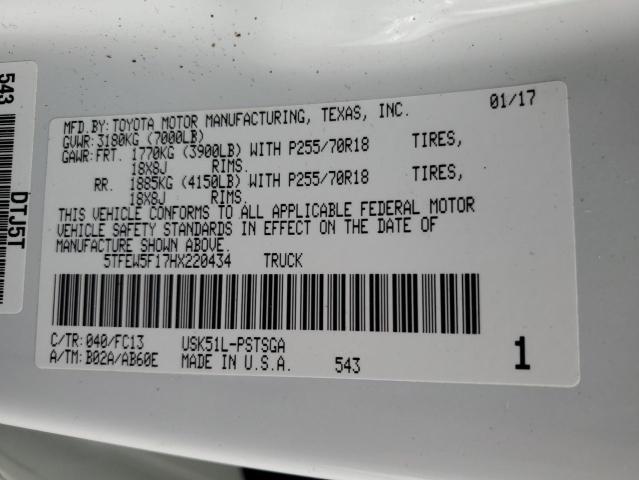 MFD.BY:TOYOTA MOTOR MANUFACTURING, TEXAS, INC. 01/17
GVWR:3180KG (7000LB)
GAWR:FRT. 1770KG (3900LB) WITH P255/70R18 TIRES,
18X8J RIMS.
RR. 1885KG (4150LB) WITH P255/70R18 TIRES,
18X8J RIMS.
THIS VEHICLE CONFORMS TO ALL APPLICABLE FEDERAL MOTOR
VEHICLE SAFETY STANDARDS IN EFFECT ON THE DATE OF
MANUFACTURE SHOWN ABOVE.
5TFEW5F17HX220434 TRUCK
C/TR:040/FC13 USK51L-PSTSGA
A/TM:B02A/AB60E MADE IN U.S.A. 543 1
543
DTJ5T